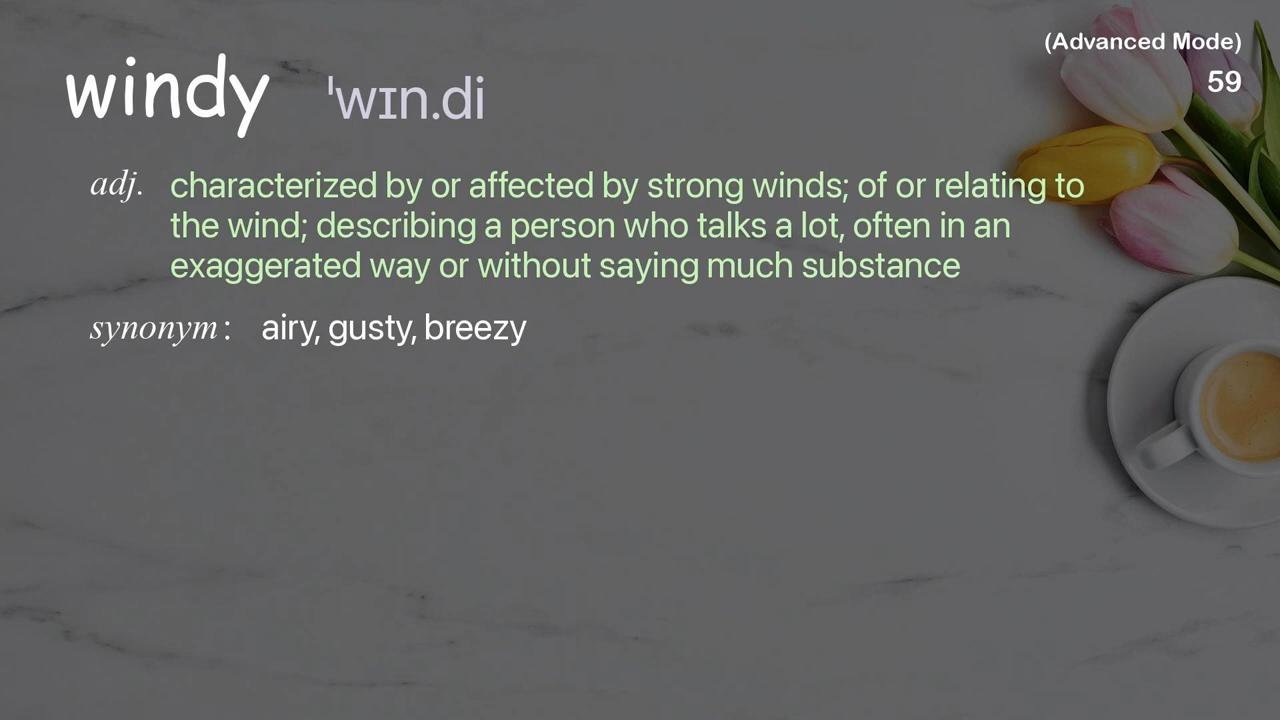 (Advanced Mode)
59
windy ˈwɪn.di
adj. characterized by or affected by strong winds; of or relating to
the wind; describing a person who talks a lot, often in an
exaggerated way or without saying much substance
synonym: airy, gusty, breezy